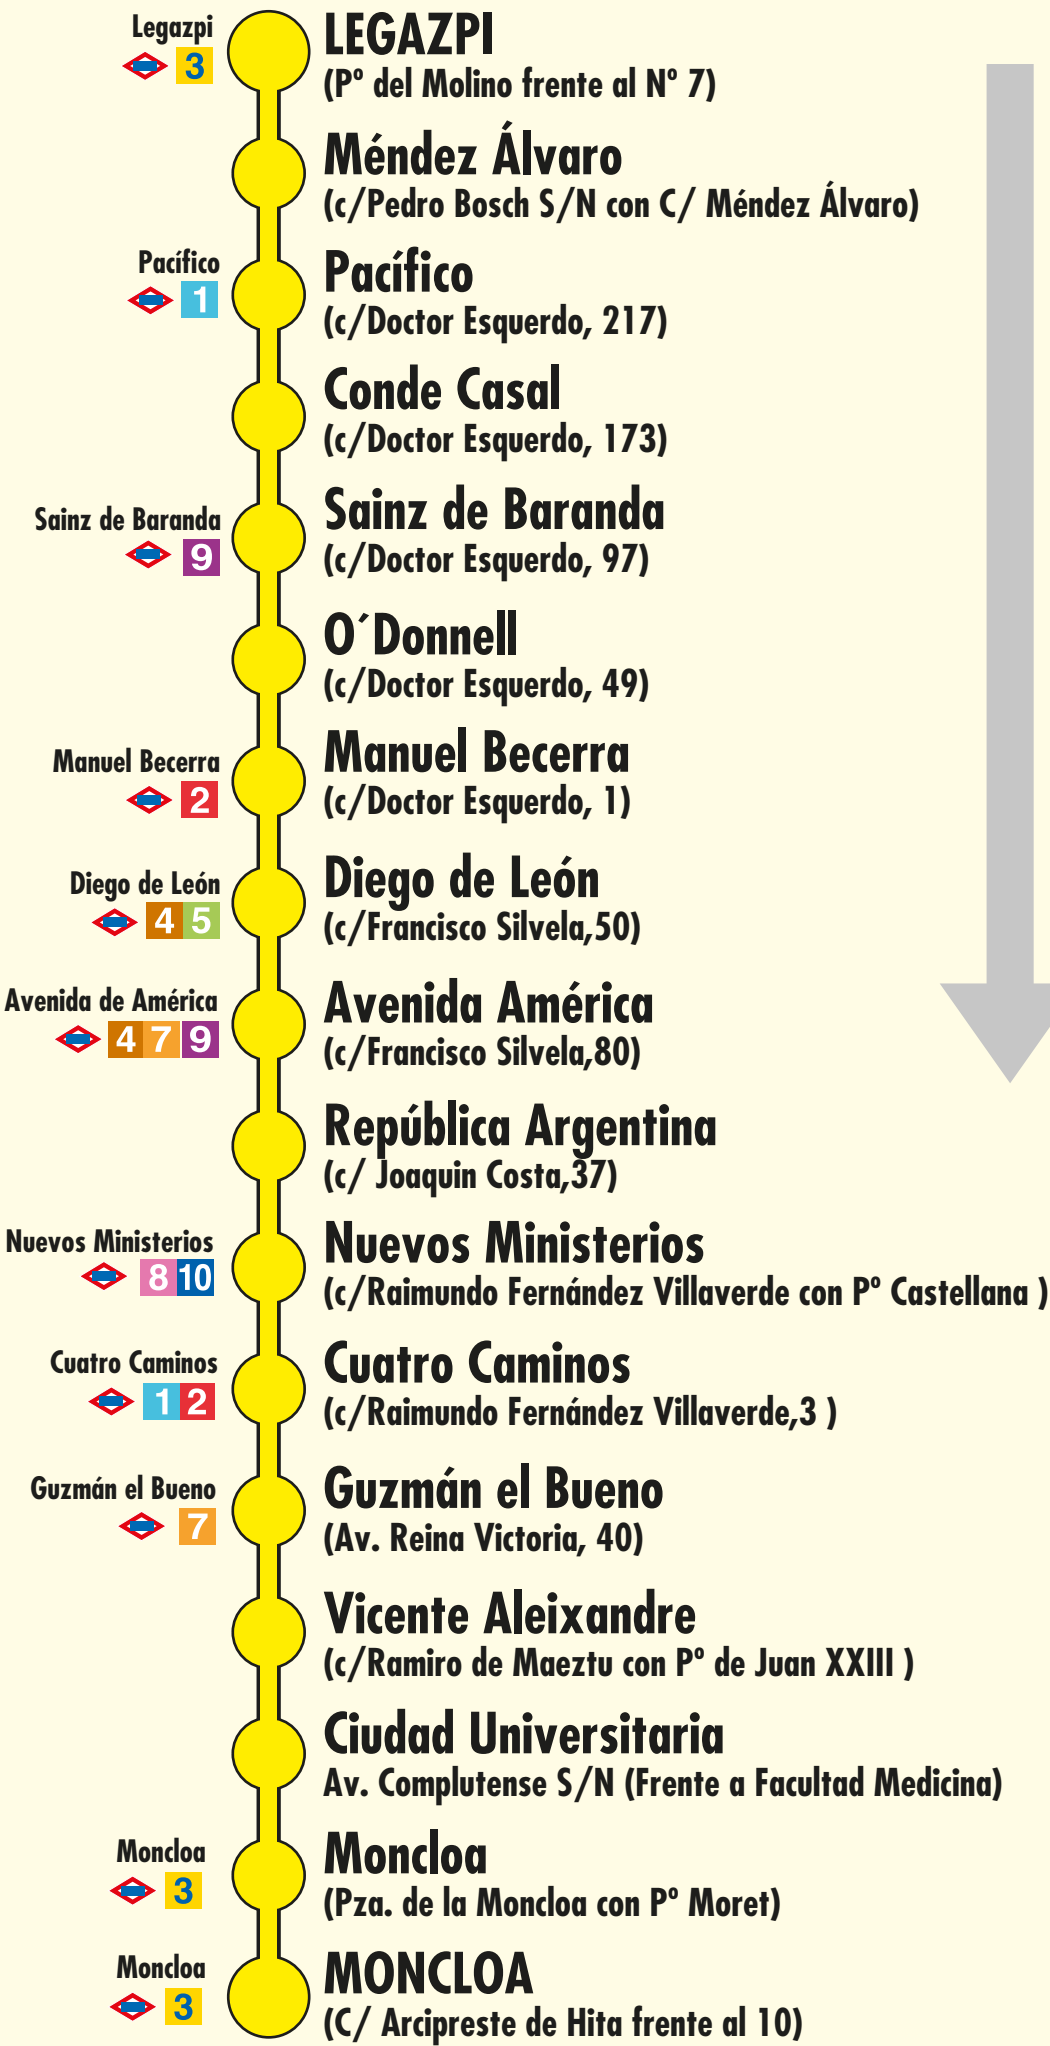 Legazpi
3
LEGAZPI
(Pº del Molino frente al Nº 7)
Méndez Álvaro
(c/Pedro Bosch S/N con C/ Méndez Álvaro)
Pacífico
1
Pacífico
(c/Doctor Esquerdo, 217)
Conde Casal
(c/Doctor Esquerdo, 173)
Sainz de Baranda
9
Sainz de Baranda
(c/Doctor Esquerdo, 97)
O´Donnell
(c/Doctor Esquerdo, 49)
Manuel Becerra
2
Manuel Becerra
(c/Doctor Esquerdo, 1)
Diego de León
4 5
Diego de León
(c/Francisco Silvela,50)
Avenida de América
4 7 9
Avenida América
(c/Francisco Silvela,80)
República Argentina
(c/ Joaquin Costa,37)
Nuevos Ministerios
8 10
Nuevos Ministerios
(c/Raimundo Fernández Villaverde con Pº Castellana )
Cuatro Caminos
1 2
Cuatro Caminos
(c/Raimundo Fernández Villaverde,3 )
Guzmán el Bueno
7
Guzmán el Bueno
(Av. Reina Victoria, 40)
Vicente Aleixandre
(c/Ramiro de Maeztu con Pº de Juan XXIII )
Ciudad Universitaria
Av. Complutense S/N (Frente a Facultad Medicina)
Moncloa
3
Moncloa
(Pza. de la Moncloa con Pº Moret)
Moncloa
3
MONCLOA
(C/ Arcipreste de Hita frente al 10)